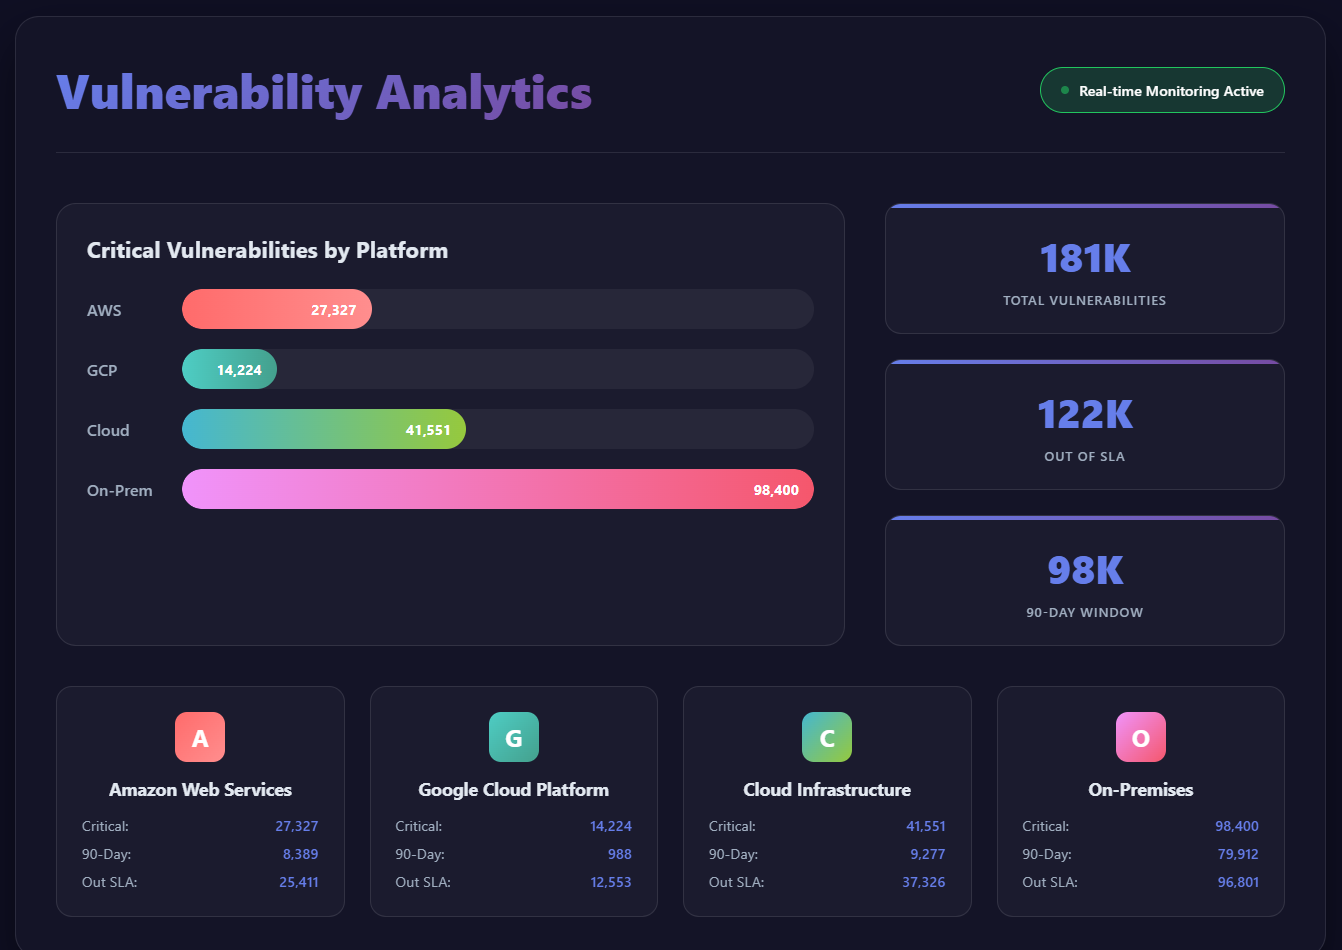 Vulnerability Analytics
Real-time Monitoring Active
Critical Vulnerabilities by Platform
AWS 27,327
GCP 14,224
Cloud 41,551
On-Prem 98,400
181K
TOTAL VULNERABILITIES
122K
OUT OF SLA
98K
90-DAY WINDOW
A
Amazon Web Services
Critical: 27,327
90-Day: 8,389
Out SLA: 25,411
G
Google Cloud Platform
Critical: 14,224
90-Day: 988
Out SLA: 12,553
C
Cloud Infrastructure
Critical: 41,551
90-Day: 9,277
Out SLA: 37,326
O
On-Premises
Critical: 98,400
90-Day: 79,912
Out SLA: 96,801